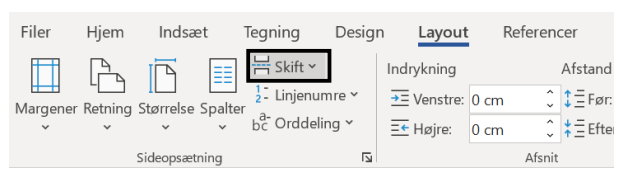 Filer Hjem Indsæt Tegning Design Layout Referencer
Skift
Indrykning Afstand
Linjenumre
Venstre: 0 cm Før:
Margener Retning Størrelse Spalter
Orddeling
Højre: 0 cm Efte
Sideopsætning Afsnit